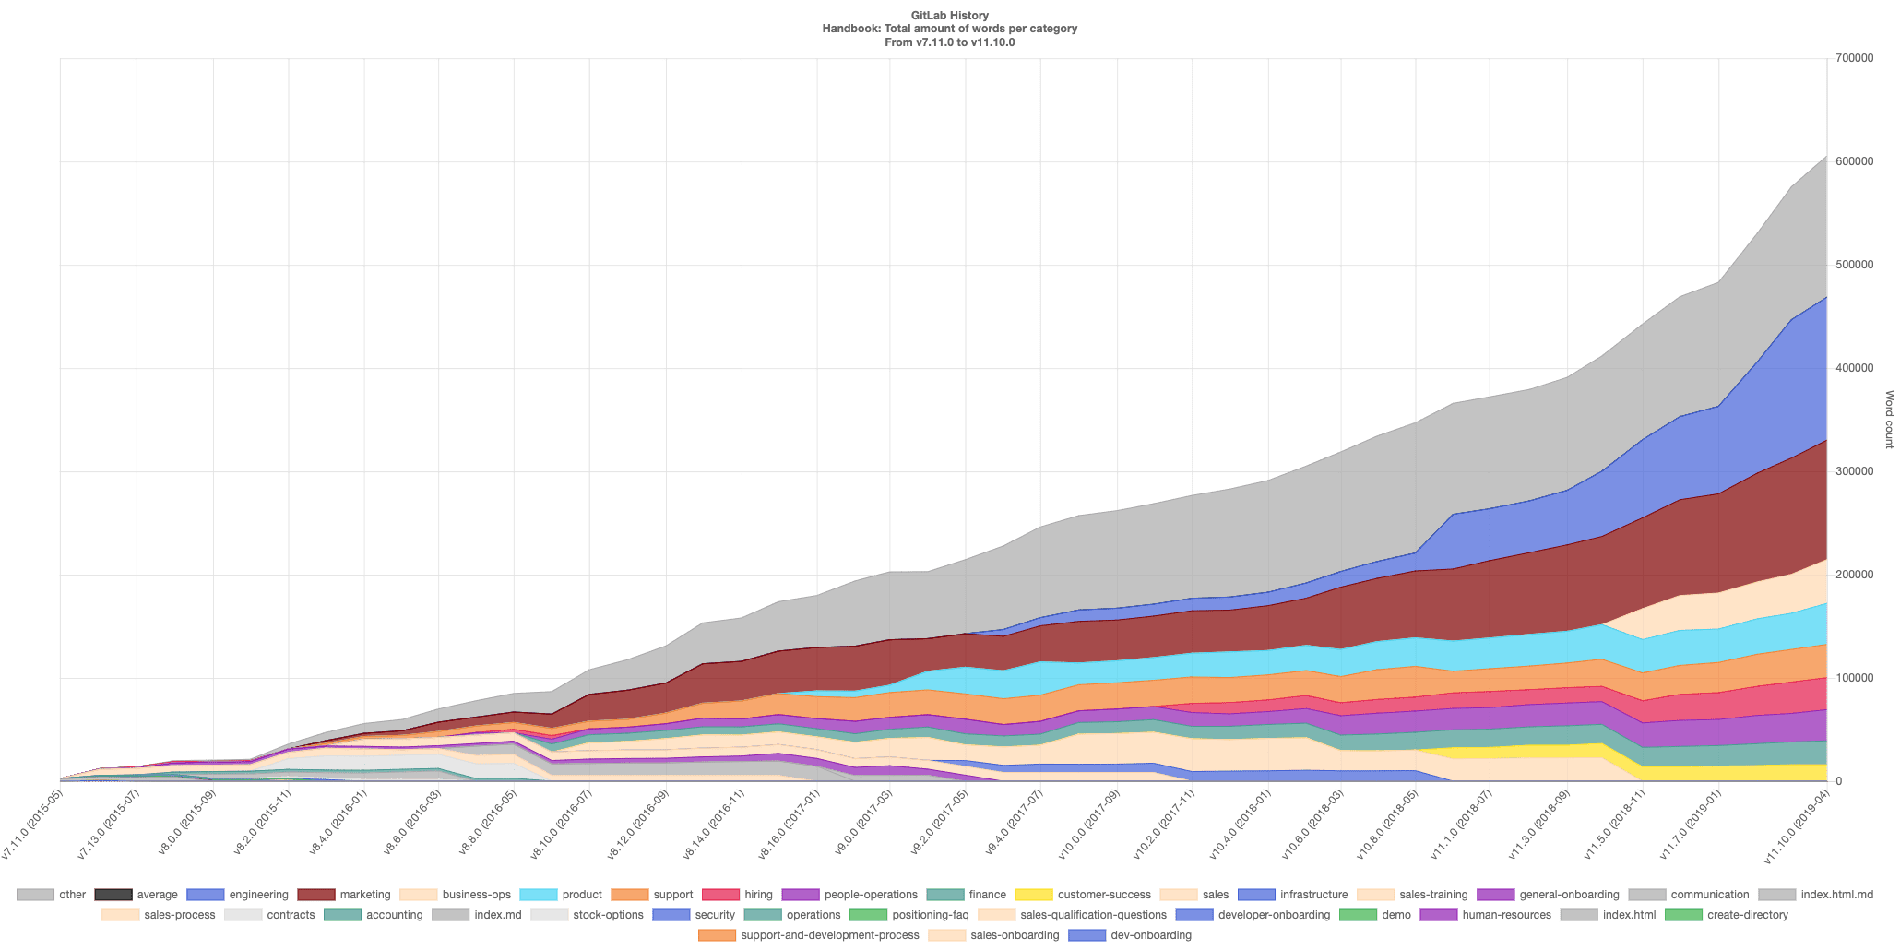 GitLab History
Handbook: Total amount of words per category
From v7.11.0 to v11.10.0
700000
600000
500000
400000
300000
200000
100000
0
Word count
v7.11.0 (2015-05)
v7.13.0 (2015-07)
v8.0.0 (2015-09)
v8.2.0 (2015-11)
v8.4.0 (2016-01)
v8.6.0 (2016-03)
v8.8.0 (2016-05)
v8.10.0 (2016-07)
v8.12.0 (2016-09)
v8.14.0 (2016-11)
v8.16.0 (2017-01)
v9.0.0 (2017-03)
v9.2.0 (2017-05)
v9.4.0 (2017-07)
v10.0.0 (2017-09)
v10.2.0 (2017-11)
v10.4.0 (2018-01)
v10.6.0 (2018-03)
v10.8.0 (2018-05)
v11.1.0 (2018-07)
v11.3.0 (2018-09)
v11.5.0 (2018-11)
v11.7.0 (2019-01)
v11.10.0 (2019-04)
other average engineering marketing business-ops product support hiring people-operations finance customer-success sales infrastructure sales-training general-onboarding communication index.html.md
sales-process contracts accounting index.md stock-options security operations positioning-faq sales-qualification-questions developer-onboarding demo human-resources index.html create-directory
support-and-development-process sales-onboarding dev-onboarding